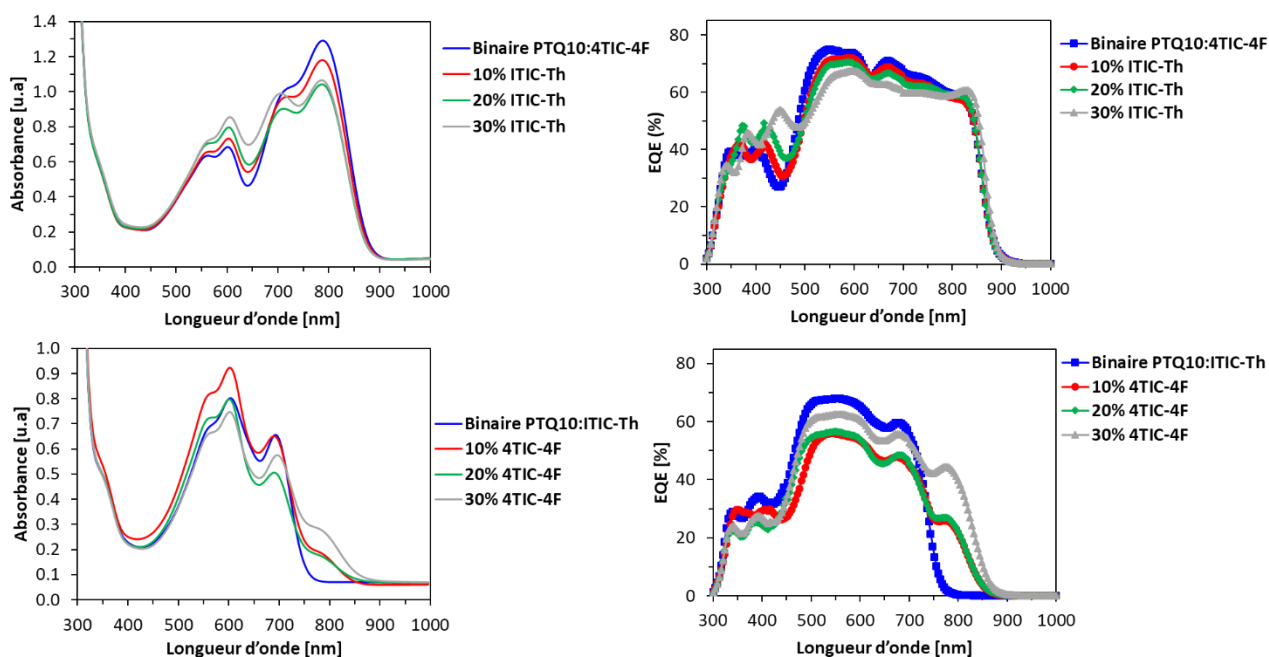 Absorbance [u.a]
1.4
1.2
1.0
0.8
0.6
0.4
0.2
0.0
300 400 500 600 700 800 900 1000
Longueur d'onde [nm]
Binaire PTQ10:4TIC-4F
10% ITIC-Th
20% ITIC-Th
30% ITIC-Th
EQE (%)
80
60
40
20
0
300 400 500 600 700 800 900 1000
Longueur d'onde [nm]
Binaire PTQ10:4TIC-4F
10% ITIC-Th
20% ITIC-Th
30% ITIC-Th
Absorbance [u.a]
1.0
0.9
0.8
0.7
0.6
0.5
0.4
0.3
0.2
0.1
0.0
300 400 500 600 700 800 900 1000
Longueur d'onde [nm]
Binaire PTQ10:ITIC-Th
10% 4TIC-4F
20% 4TIC-4F
30% 4TIC-4F
EQE [%]
80
60
40
20
0
300 400 500 600 700 800 900 1000
Longueur d'onde [nm]
Binaire PTQ10:ITIC-Th
10% 4TIC-4F
20% 4TIC-4F
30% 4TIC-4F